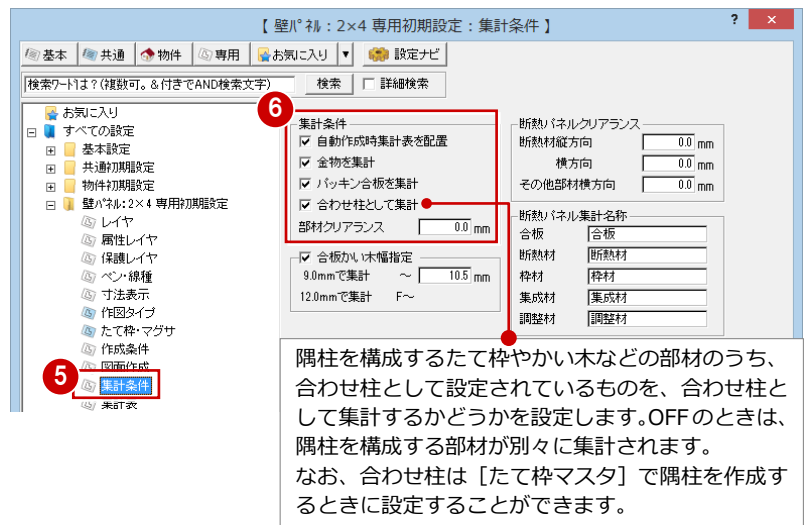 【 壁ﾊﾟﾈﾙ：2×4 専用初期設定：集計条件 】
? ×
基本 共通 物件 専用 お気に入り ▼ 設定ナビ
検索ワードは？(複数可。＆付きでAND検索文字) 検索 詳細検索
お気に入り
すべての設定
基本設定
共通初期設定
物件初期設定
壁ﾊﾟﾈﾙ:2×4 専用初期設定
レイヤ
属性レイヤ
保護レイヤ
ペン・線種
寸法表示
作図タイプ
たて枠・マグサ
作成条件
図面作成
5
集計条件
集計表
6
集計条件
自動作成時集計表を配置
金物を集計
パッキン合板を集計
合わせ柱として集計
部材クリアランス 0.0 mm
合板かい木幅指定
9.0mmで集計 ～ 10.5 mm
12.0mmで集計 F～
断熱パネルクリアランス
断熱材縦方向 0.0 mm
横方向 0.0 mm
その他部材横方向 0.0 mm
断熱パネル集計名称
合板 合板
断熱材 断熱材
枠材 枠材
集成材 集成材
調整材 調整材
隅柱を構成するたて枠やかい木などの部材のうち、
合わせ柱として設定されているものを、合わせ柱と
して集計するかどうかを設定します。OFFのときは、
隅柱を構成する部材が別々に集計されます。
なお、合わせ柱は［たて枠マスタ］で隅柱を作成す
るときに設定することができます。